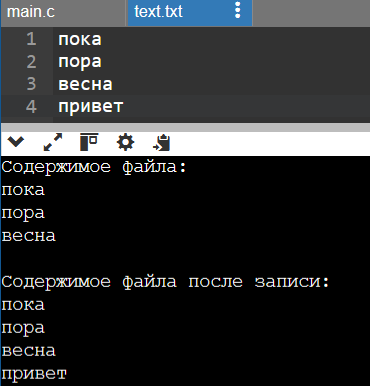 main.c text.txt
1 пока
2 пора
3 весна
4 привет
Содержимое файла:
пока
пора
весна
Содержимое файла после записи:
пока
пора
весна
привет